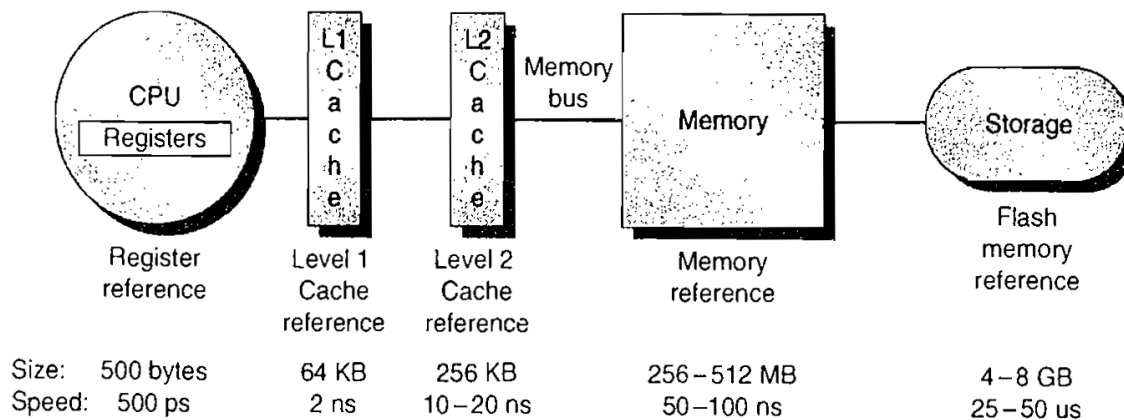 CPU
Registers
L1
Cache
L2
Cache
Memory
bus
Memory
Storage
Register
reference
Level 1
Cache
reference
Level 2
Cache
reference
Memory
reference
Flash
memory
reference
Size: 500 bytes 64 KB 256 KB 256–512 MB 4–8 GB
Speed: 500 ps 2 ns 10–20 ns 50–100 ns 25–50 us